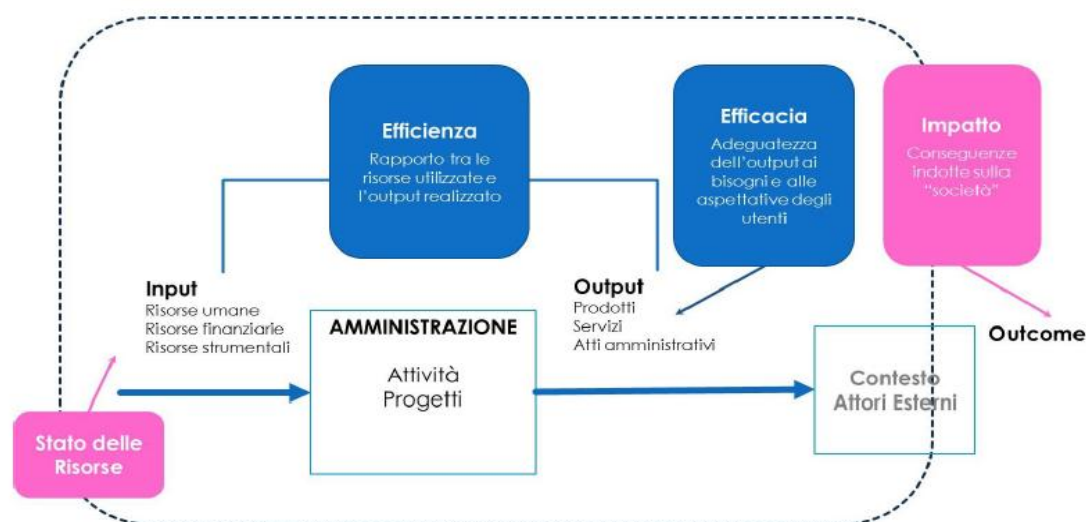 Efficienza
Rapporto tra le
risorse utilizzate e
l'output realizzato
Efficacia
Adeguatezza
dell'output ai
bisogni e alle
aspettative degli
utenti
Impatto
Conseguenze
indotte sulla
"società"
Input
Risorse umane
Risorse finanziarie
Risorse strumentali
AMMINISTRAZIONE
Attività
Progetti
Output
Prodotti
Servizi
Atti amministrativi
Outcome
Contesto
Attori Esterni
Stato delle
Risorse